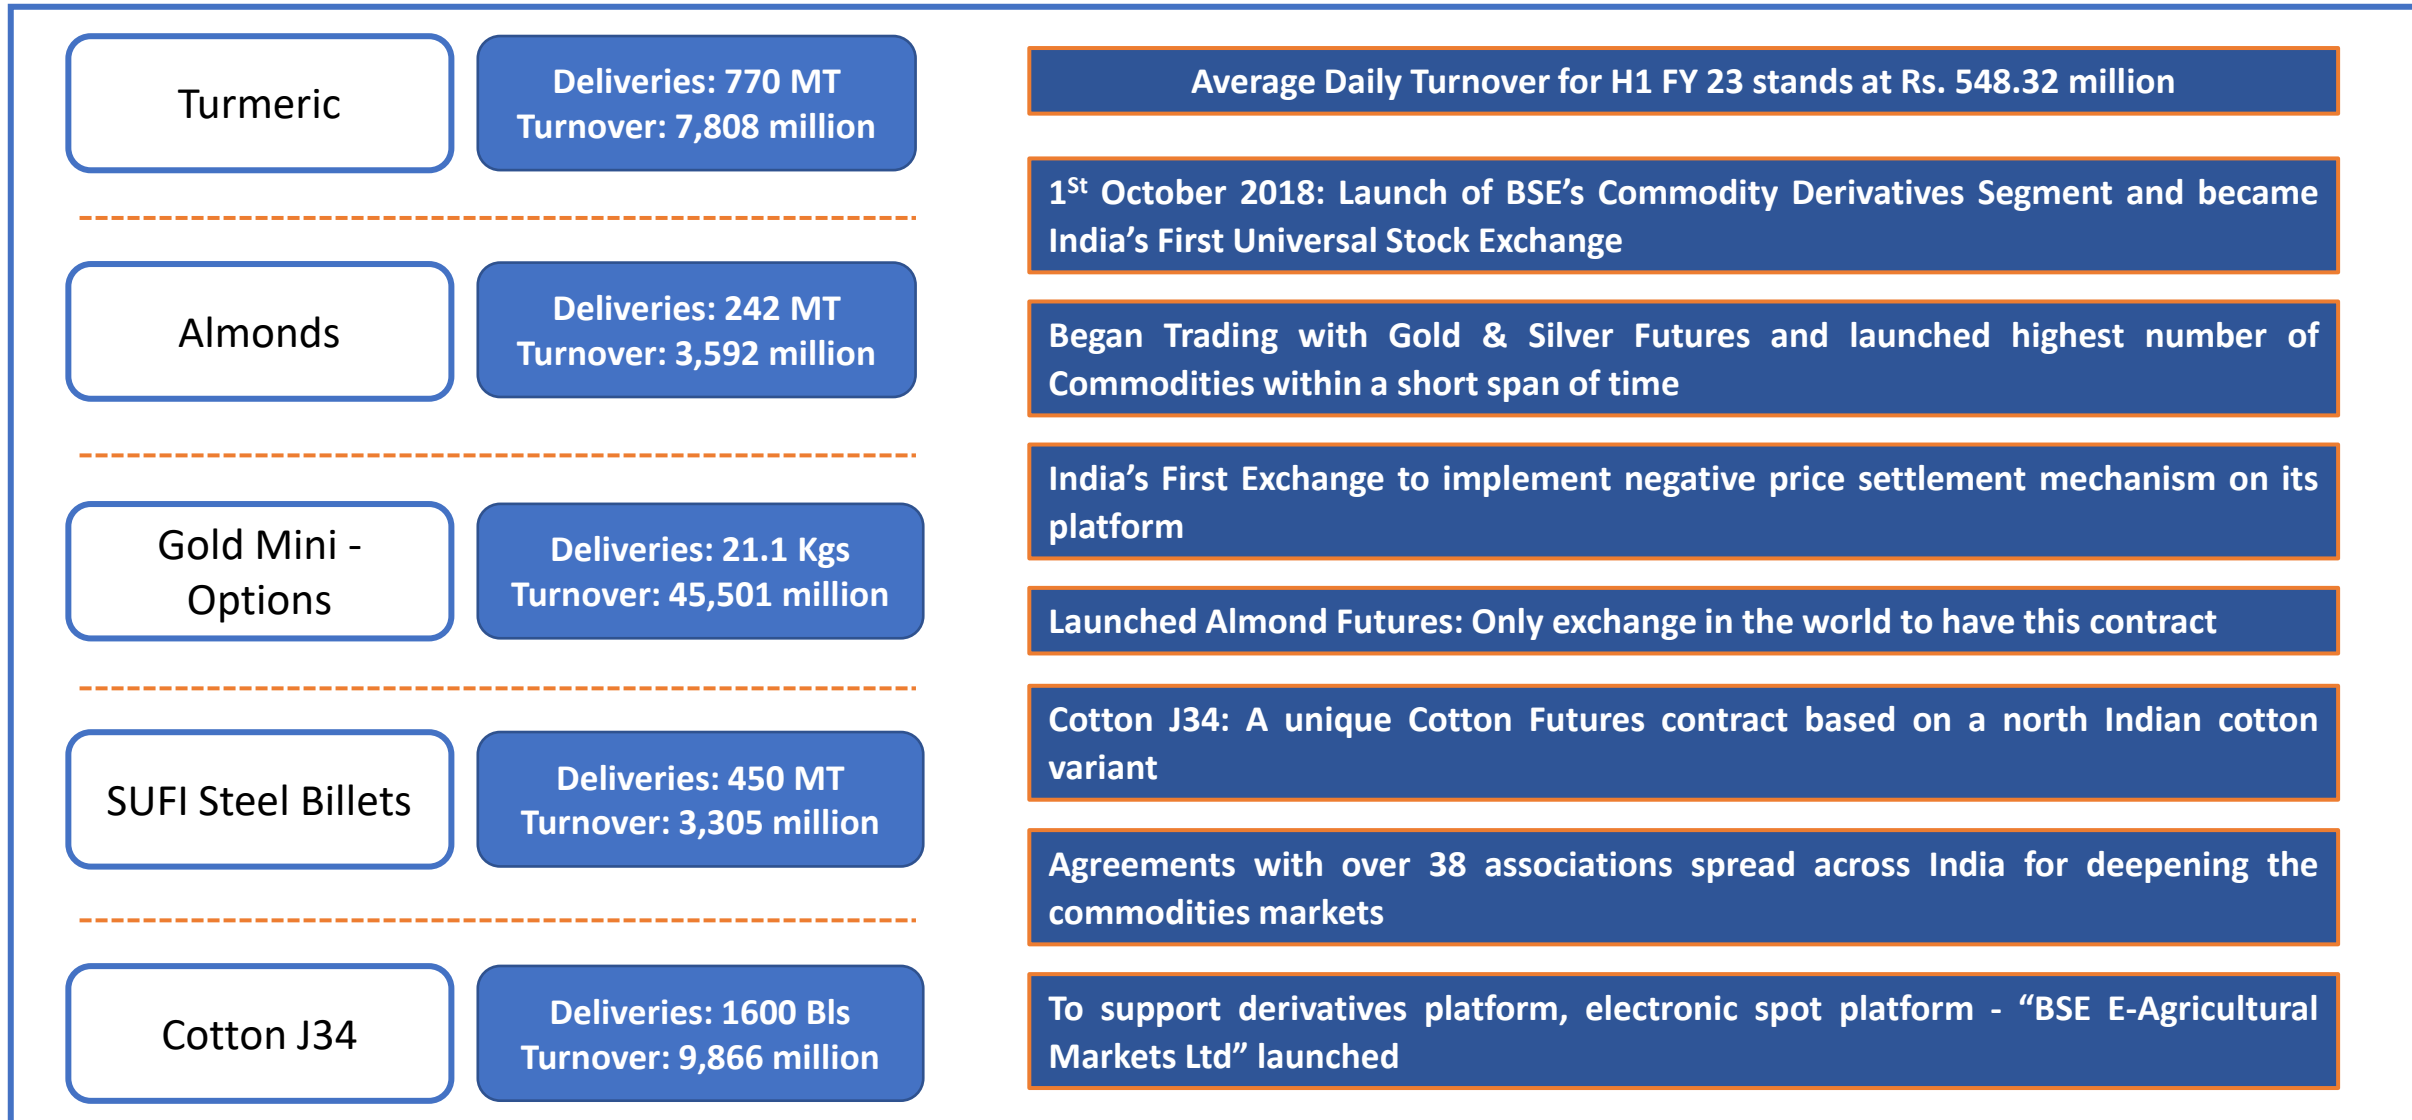 Turmeric
Deliveries: 770 MT
Turnover: 7,808 million
Almonds
Deliveries: 242 MT
Turnover: 3,592 million
Gold Mini -
Options
Deliveries: 21.1 Kgs
Turnover: 45,501 million
SUFI Steel Billets
Deliveries: 450 MT
Turnover: 3,305 million
Cotton J34
Deliveries: 1600 Bls
Turnover: 9,866 million
Average Daily Turnover for H1 FY 23 stands at Rs. 548.32 million
1St October 2018: Launch of BSE’s Commodity Derivatives Segment and became
India’s First Universal Stock Exchange
Began Trading with Gold & Silver Futures and launched highest number of
Commodities within a short span of time
India’s First Exchange to implement negative price settlement mechanism on its
platform
Launched Almond Futures: Only exchange in the world to have this contract
Cotton J34: A unique Cotton Futures contract based on a north Indian cotton
variant
Agreements with over 38 associations spread across India for deepening the
commodities markets
To support derivatives platform, electronic spot platform - “BSE E-Agricultural
Markets Ltd” launched